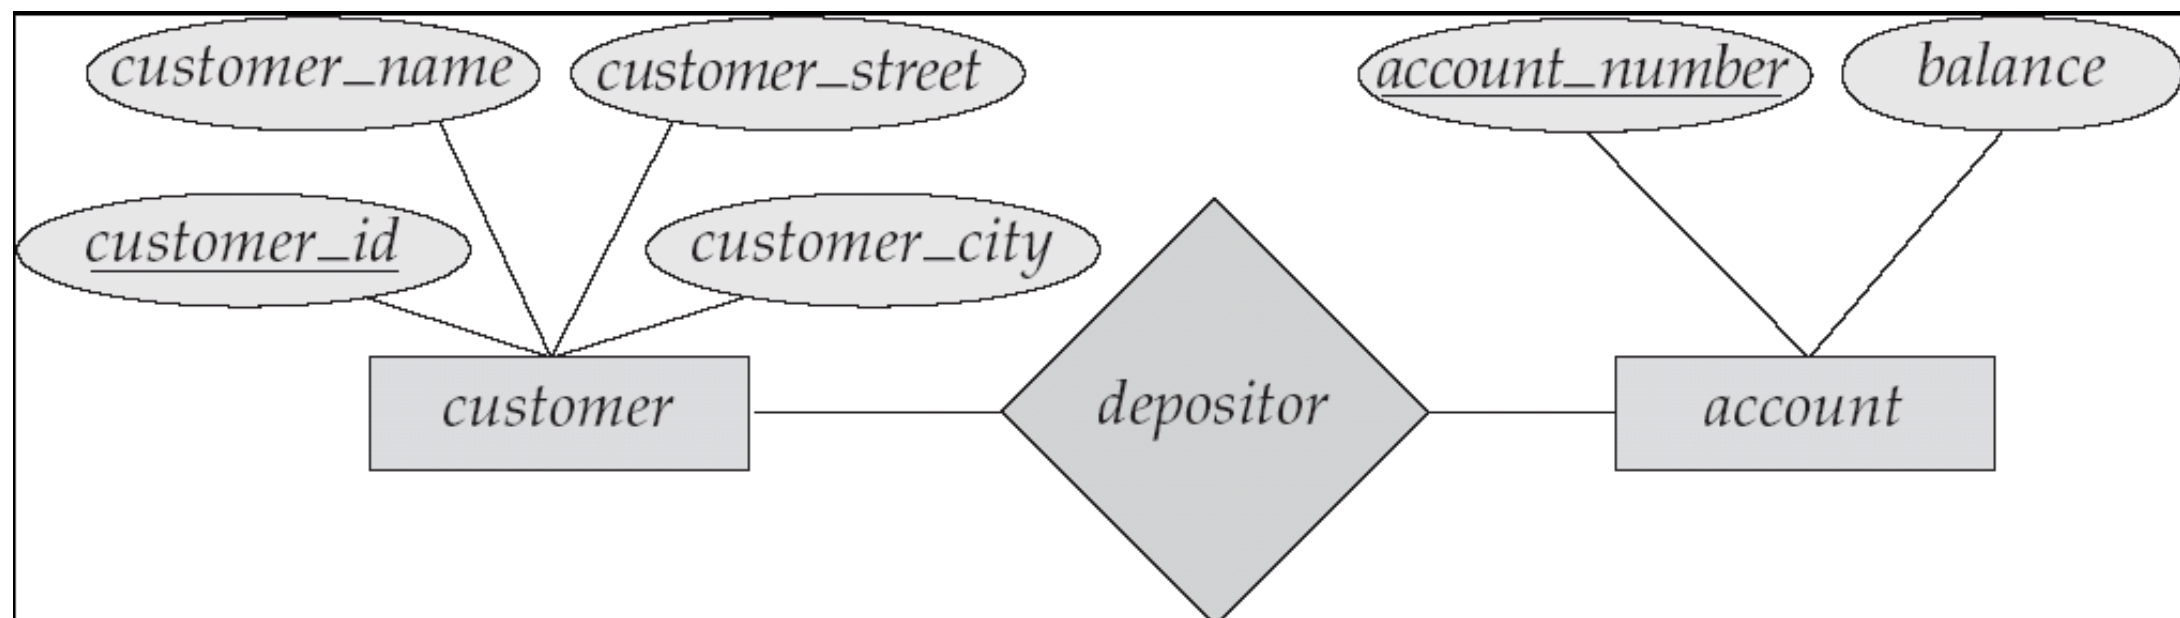 customer_name
customer_street
account_number
balance
customer_id
customer_city
customer
depositor
account